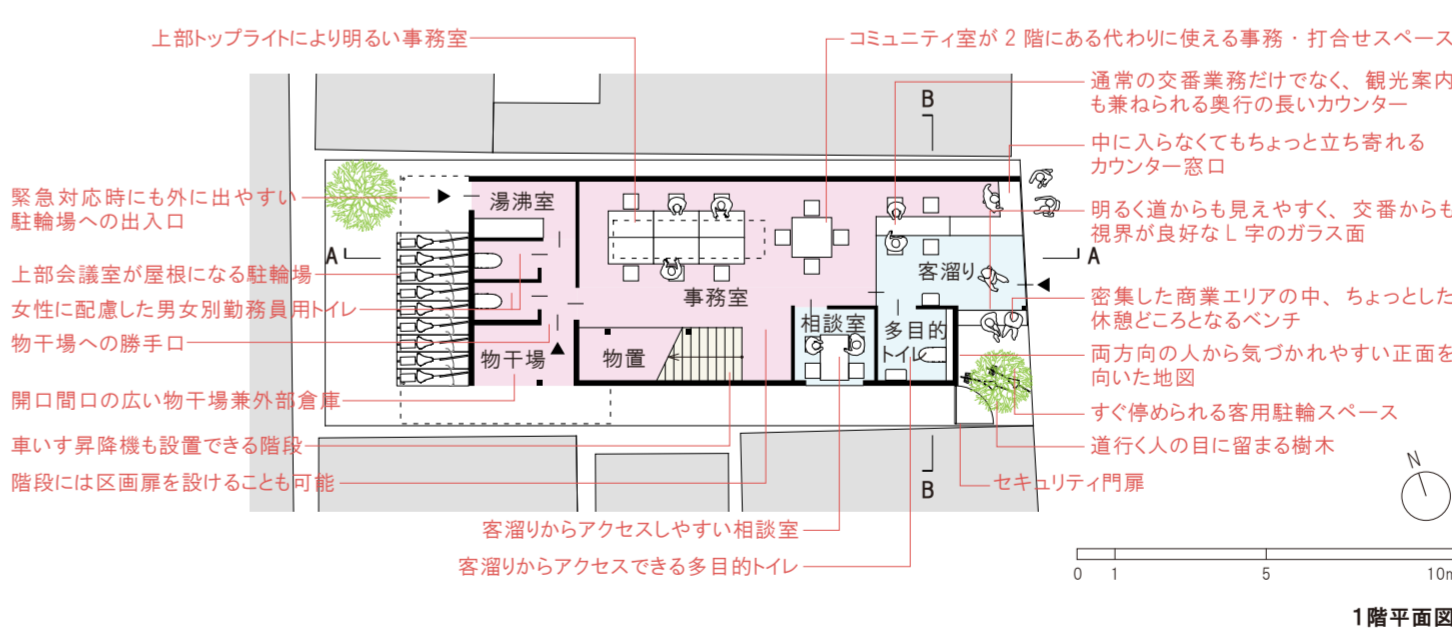 上部トップライトにより明るい事務室
コミュニティ室が 2 階にある代わりに使える事務・打合せスペース
通常の交番業務だけでなく、観光案内
も兼ねられる奥行の長いカウンター
中に入らなくてもちょっと立ち寄れる
カウンター窓口
明るく道からも見えやすく、交番からも
視界が良好な L 字のガラス面
密集した商業エリアの中、ちょっとした
休憩どころとなるベンチ
両方向の人から気づかれやすい正面を
向いた地図
すぐ停められる客用駐輪スペース
道行く人の目に留まる樹木
セキュリティ門扉
緊急対応時にも外に出やすい
駐輪場への出入口
上部会議室が屋根になる駐輪場
女性に配慮した男女別勤務員用トイレ
物干場への勝手口
開口間口の広い物干場兼外部倉庫
車いす昇降機も設置できる階段
階段には区画扉を設けることも可能
客溜りからアクセスしやすい相談室
客溜りからアクセスできる多目的トイレ
B
A
A
B
湯沸室
事務室
客溜り
相談室
多目的
トイレ
物干場
物置
N
0 1 5 10m
1階平面図